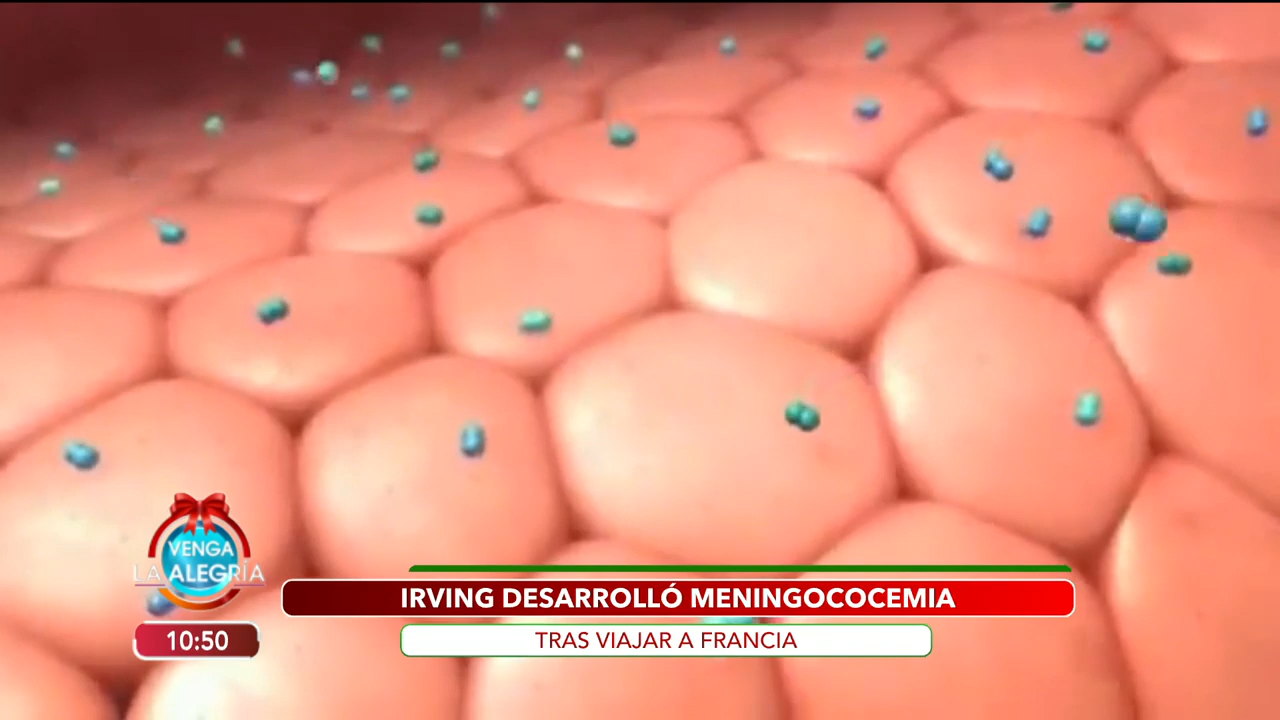 VENGA
LA ALEGRÍA
10:50
IRVING DESARROLLÓ MENINGOCOCEMIA
TRAS VIAJAR A FRANCIA